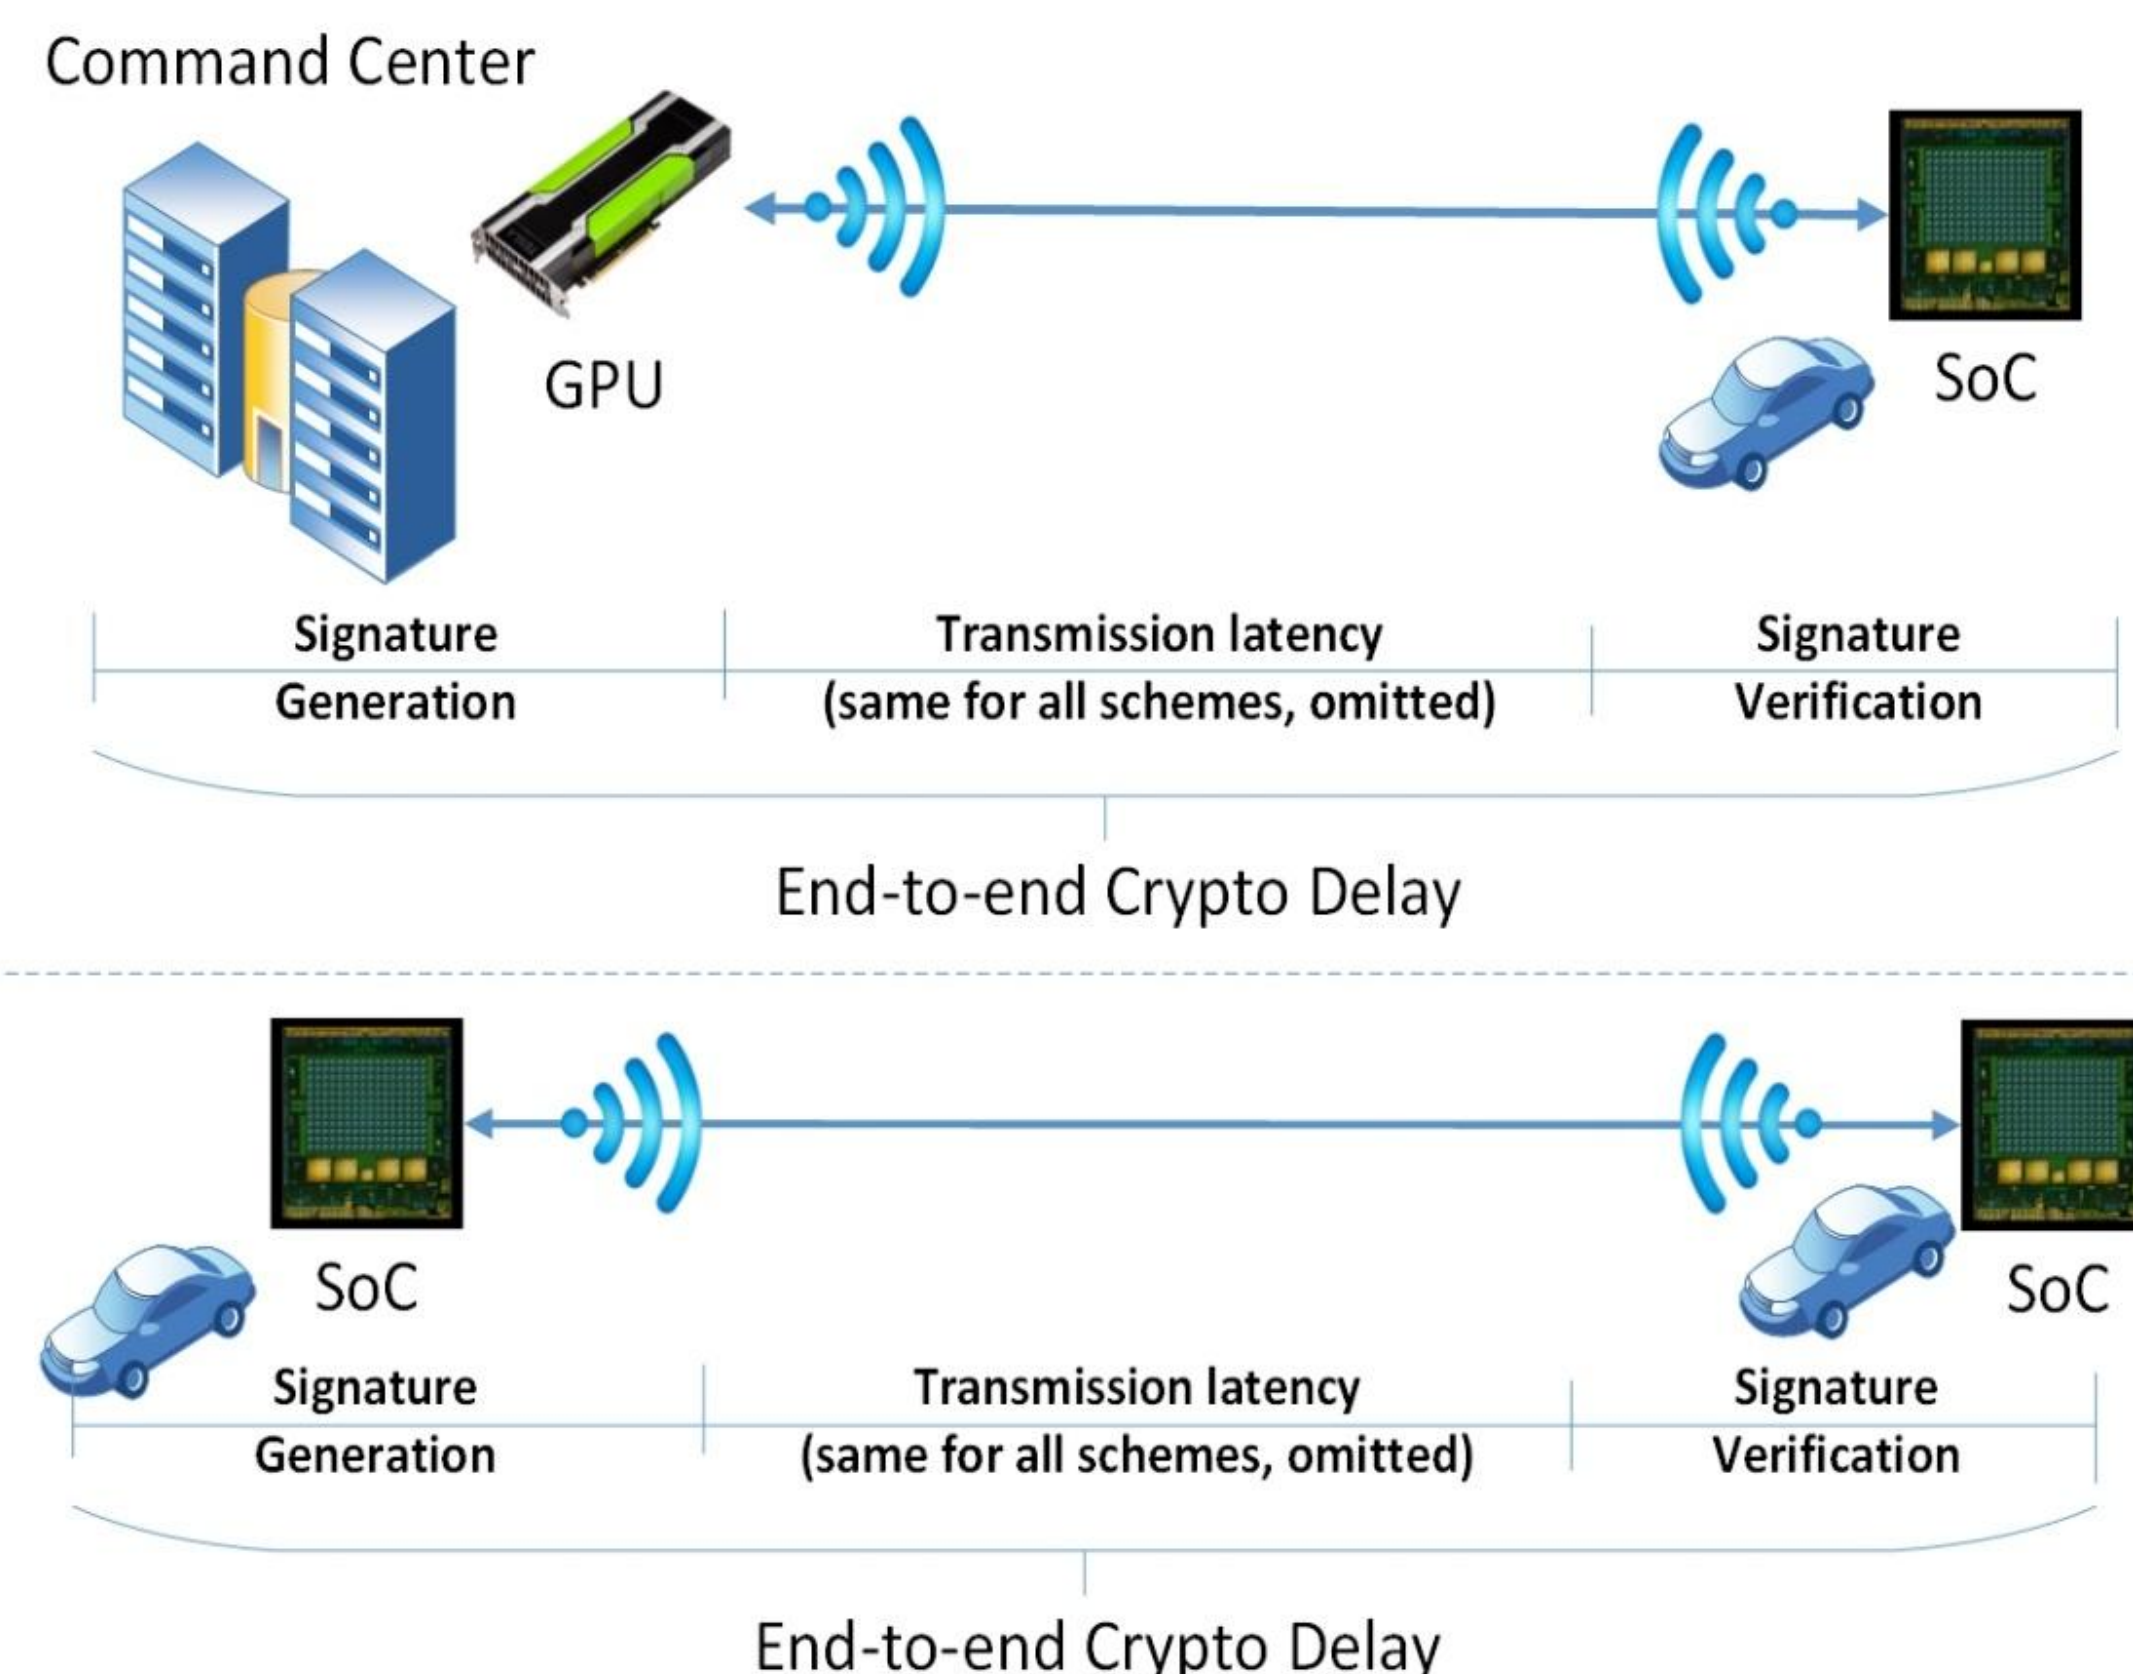 Command Center
GPU
SoC
Signature
Generation
Transmission latency
(same for all schemes, omitted)
Signature
Verification
End-to-end Crypto Delay
SoC
SoC
Signature
Generation
Transmission latency
(same for all schemes, omitted)
Signature
Verification
End-to-end Crypto Delay